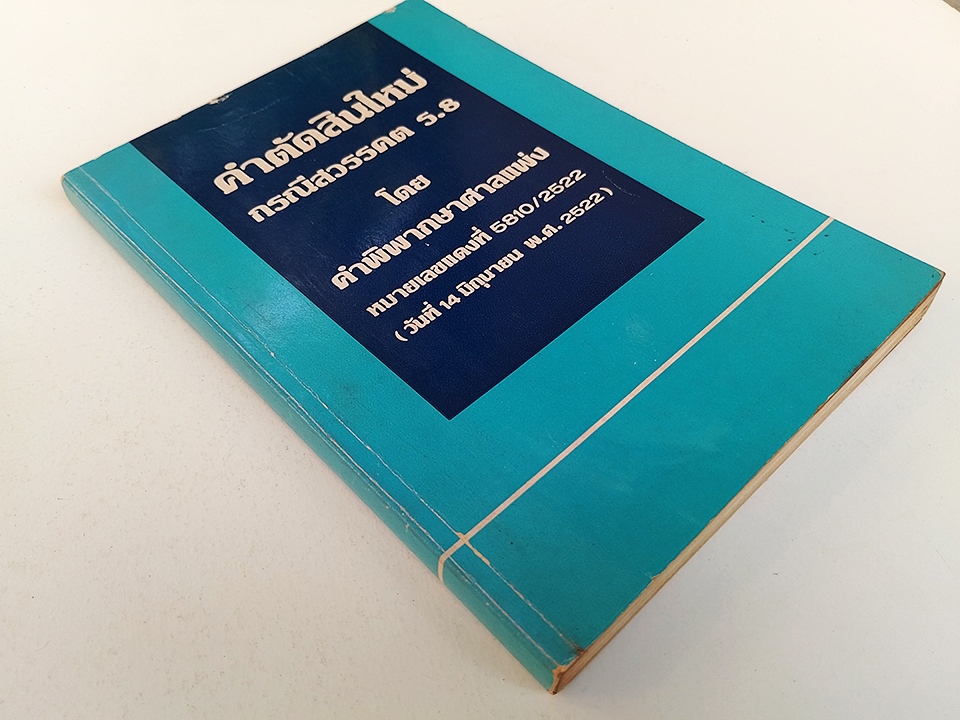 คำตัดสินใหม่
กรณีสวรรคต ร.8
โดย
คำพิพากษาศาลแพ่ง
หมายเลขแดงที่ 5810/2522
(วันที่ 14 มิถุนายน พ.ศ. 2522)